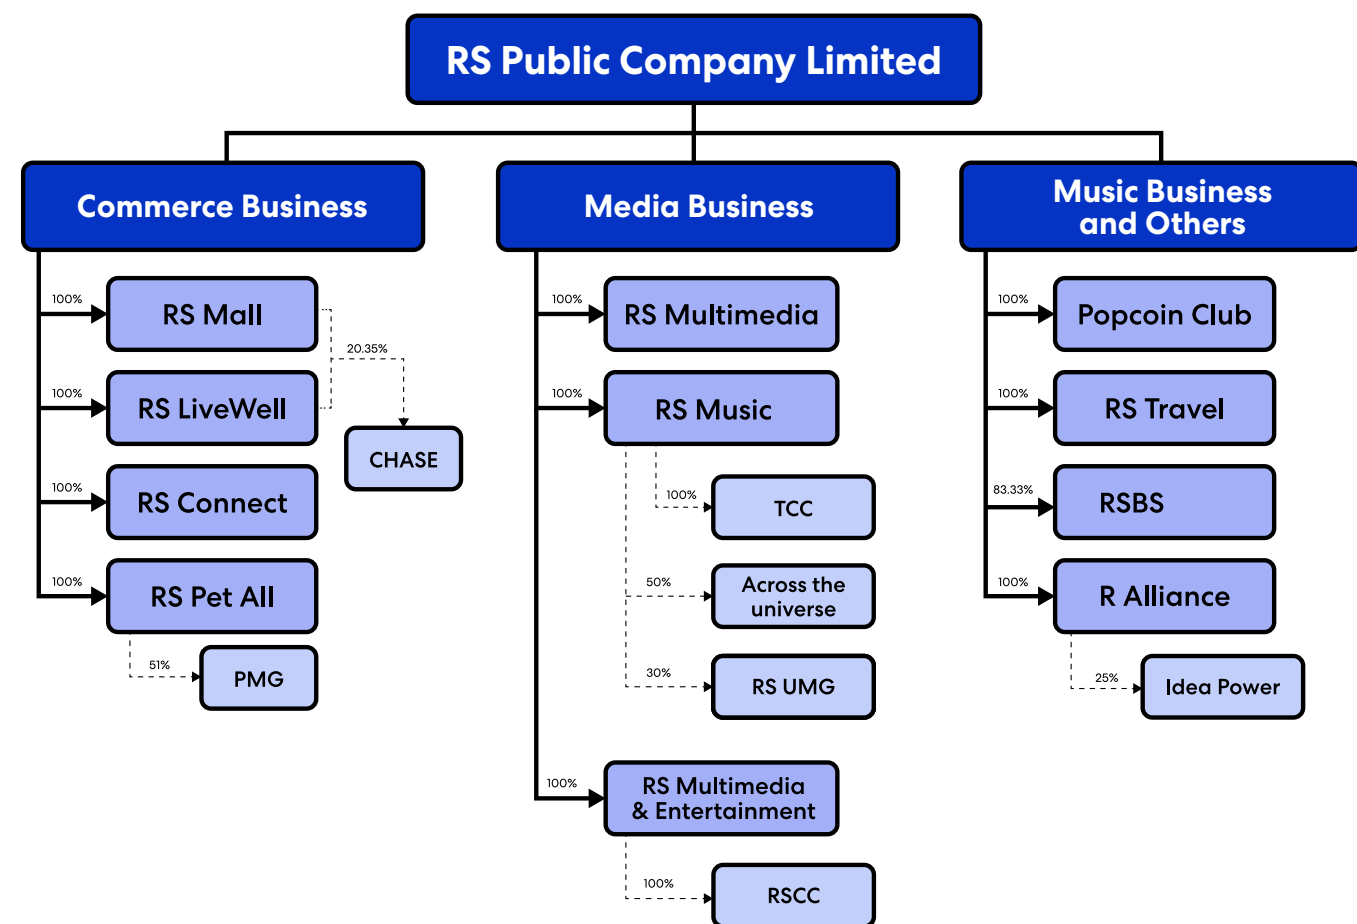 RS Public Company Limited
Commerce Business
100%
RS Mall
20.35%
100%
RS LiveWell
CHASE
100%
RS Connect
100%
RS Pet All
51%
PMG
Media Business
100%
RS Multimedia
100%
RS Music
100%
TCC
50%
Across the
universe
30%
RS UMG
100%
RS Multimedia
& Entertainment
100%
RSCC
Music Business
and Others
100%
Popcoin Club
100%
RS Travel
83.33%
RSBS
100%
R Alliance
25%
Idea Power